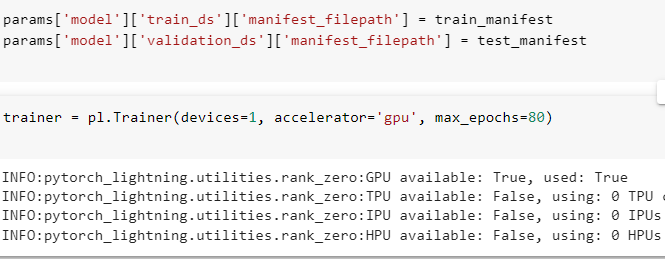 params['model']['train_ds']['manifest_filepath'] = train_manifest
params['model']['validation_ds']['manifest_filepath'] = test_manifest
trainer = pl.Trainer(devices=1, accelerator='gpu', max_epochs=80)
INFO:pytorch_lightning.utilities.rank_zero:GPU available: True, used: True
INFO:pytorch_lightning.utilities.rank_zero:TPU available: False, using: 0 TPU
INFO:pytorch_lightning.utilities.rank_zero:IPU available: False, using: 0 IPUs
INFO:pytorch_lightning.utilities.rank_zero:HPU available: False, using: 0 HPUs